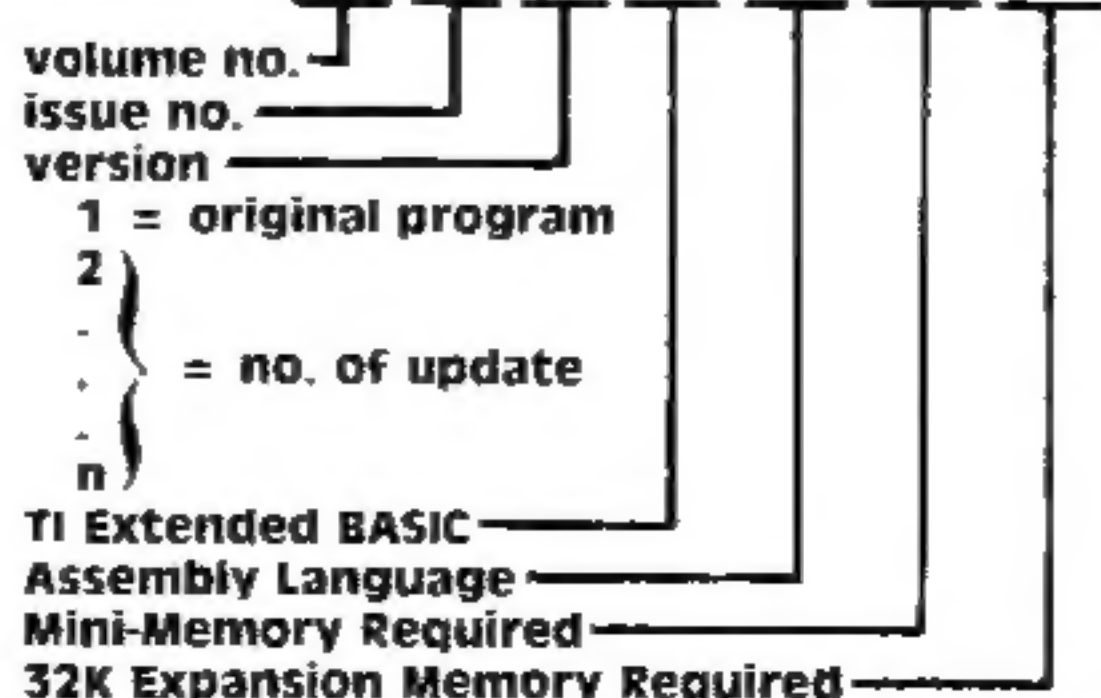 volume no.
issue no.
version
1 = original program
2
.
.
= no. of update
.
n
TI Extended BASIC
Assembly Language
Mini-Memory Required
32K Expansion Memory Required